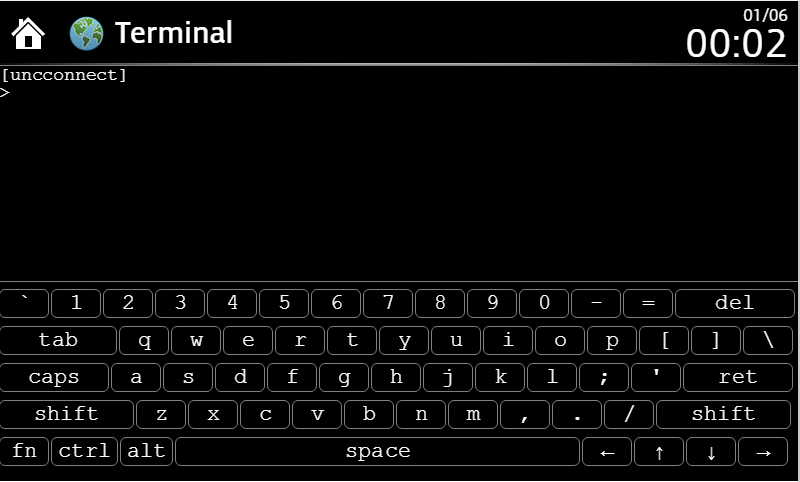 01/06
Terminal
00:02
[uncconnect]
>
` 1 2 3 4 5 6 7 8 9 0 - = del
tab q w e r t y u i o p [ ] \
caps a s d f g h j k l ; ' ret
shift z x c v b n m , . / shift
fn ctrl alt space ← ↑ ↓ →